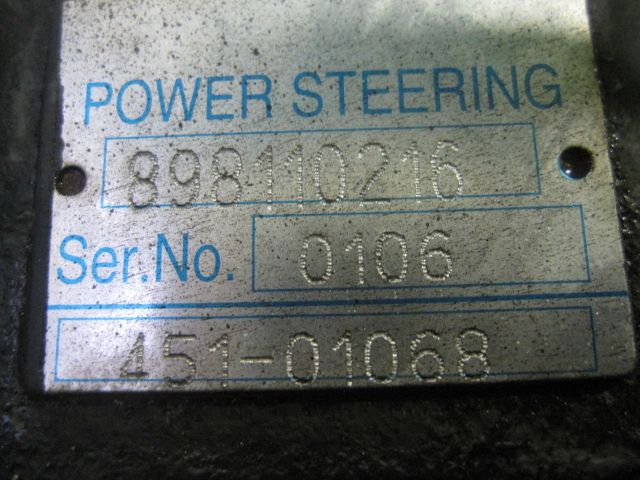 POWER STEERING
898110216
Ser.No. 0106
451-01068